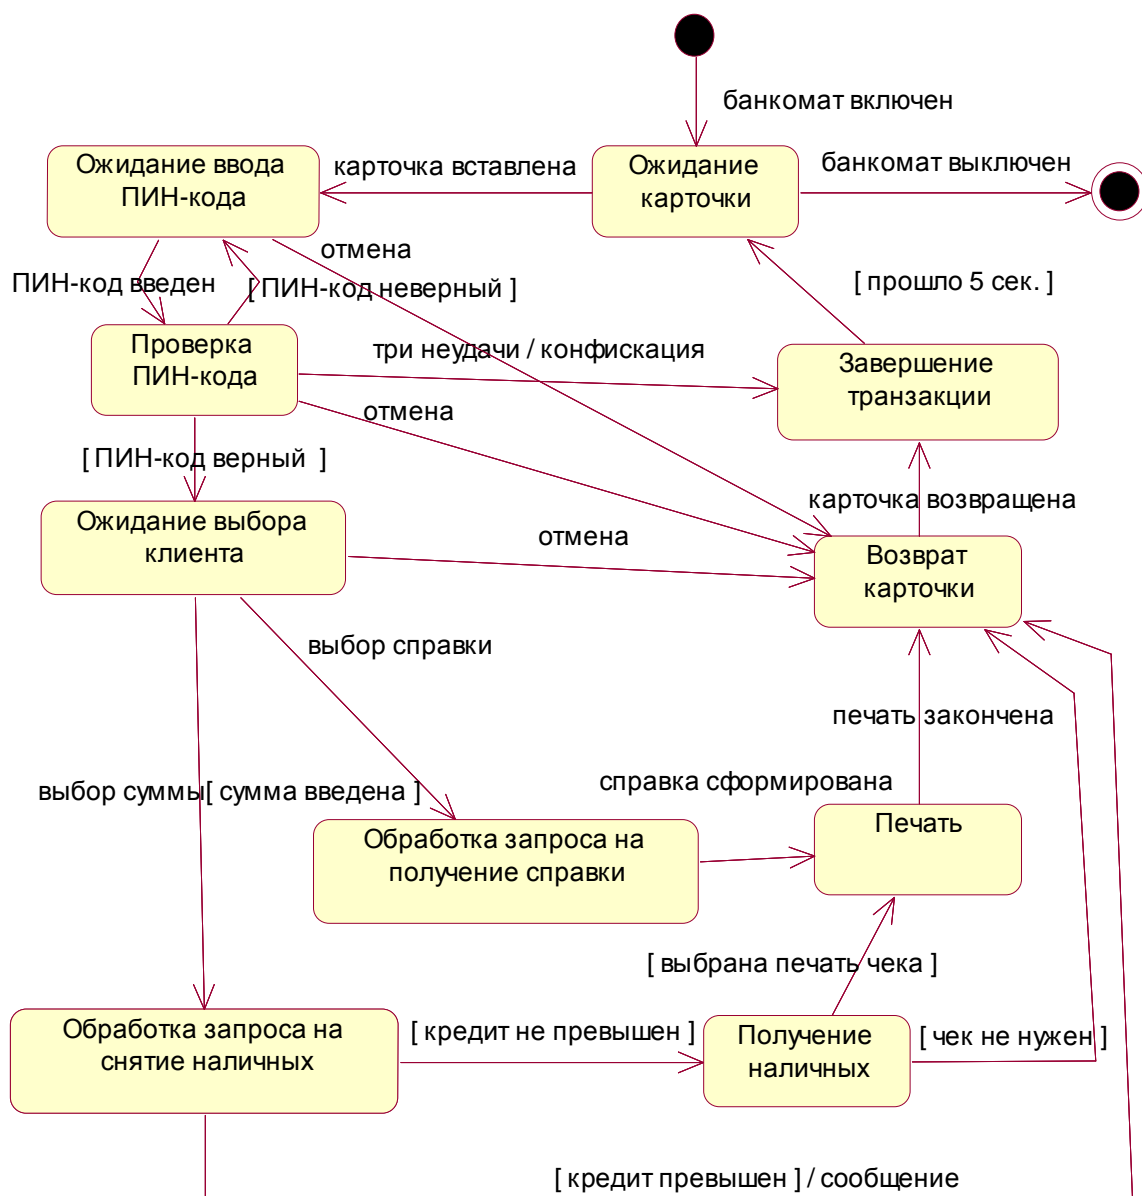 банкомат включен
Ожидание ввода
ПИН-кода
карточка вставлена
Ожидание
карточки
банкомат выключен
отмена
ПИН-код введен
[ ПИН-код неверный ]
[ прошло 5 сек. ]
Проверка
ПИН-кода
три неудачи / конфискация
Завершение
транзакции
отмена
[ ПИН-код верный ]
карточка возвращена
Ожидание выбора
клиента
отмена
Возврат
карточки
выбор справки
печать закончена
выбор суммы[ сумма введена ]
справка сформирована
Обработка запроса на
получение справки
Печать
[ выбрана печать чека ]
Обработка запроса на
снятие наличных
[ кредит не превышен ]
Получение
наличных
[ чек не нужен ]
[ кредит превышен ] / сообщение